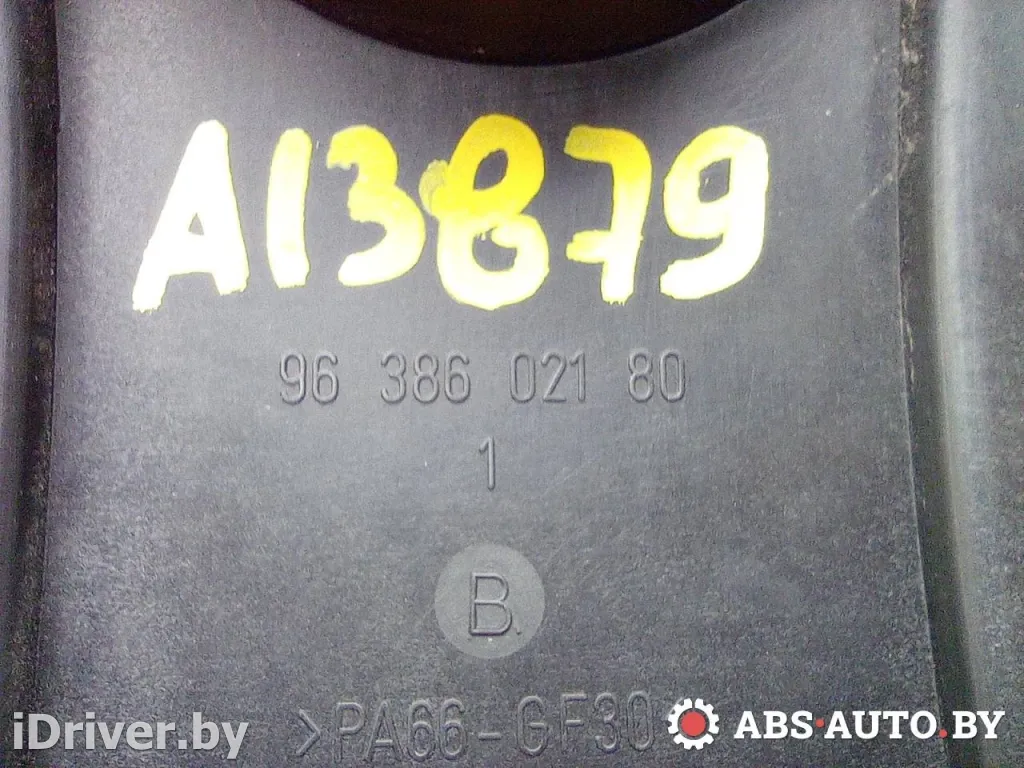 A13879
96 386 021 80
1
B
>PA66-GF30
iDriver.by
ABS-AUTO.BY